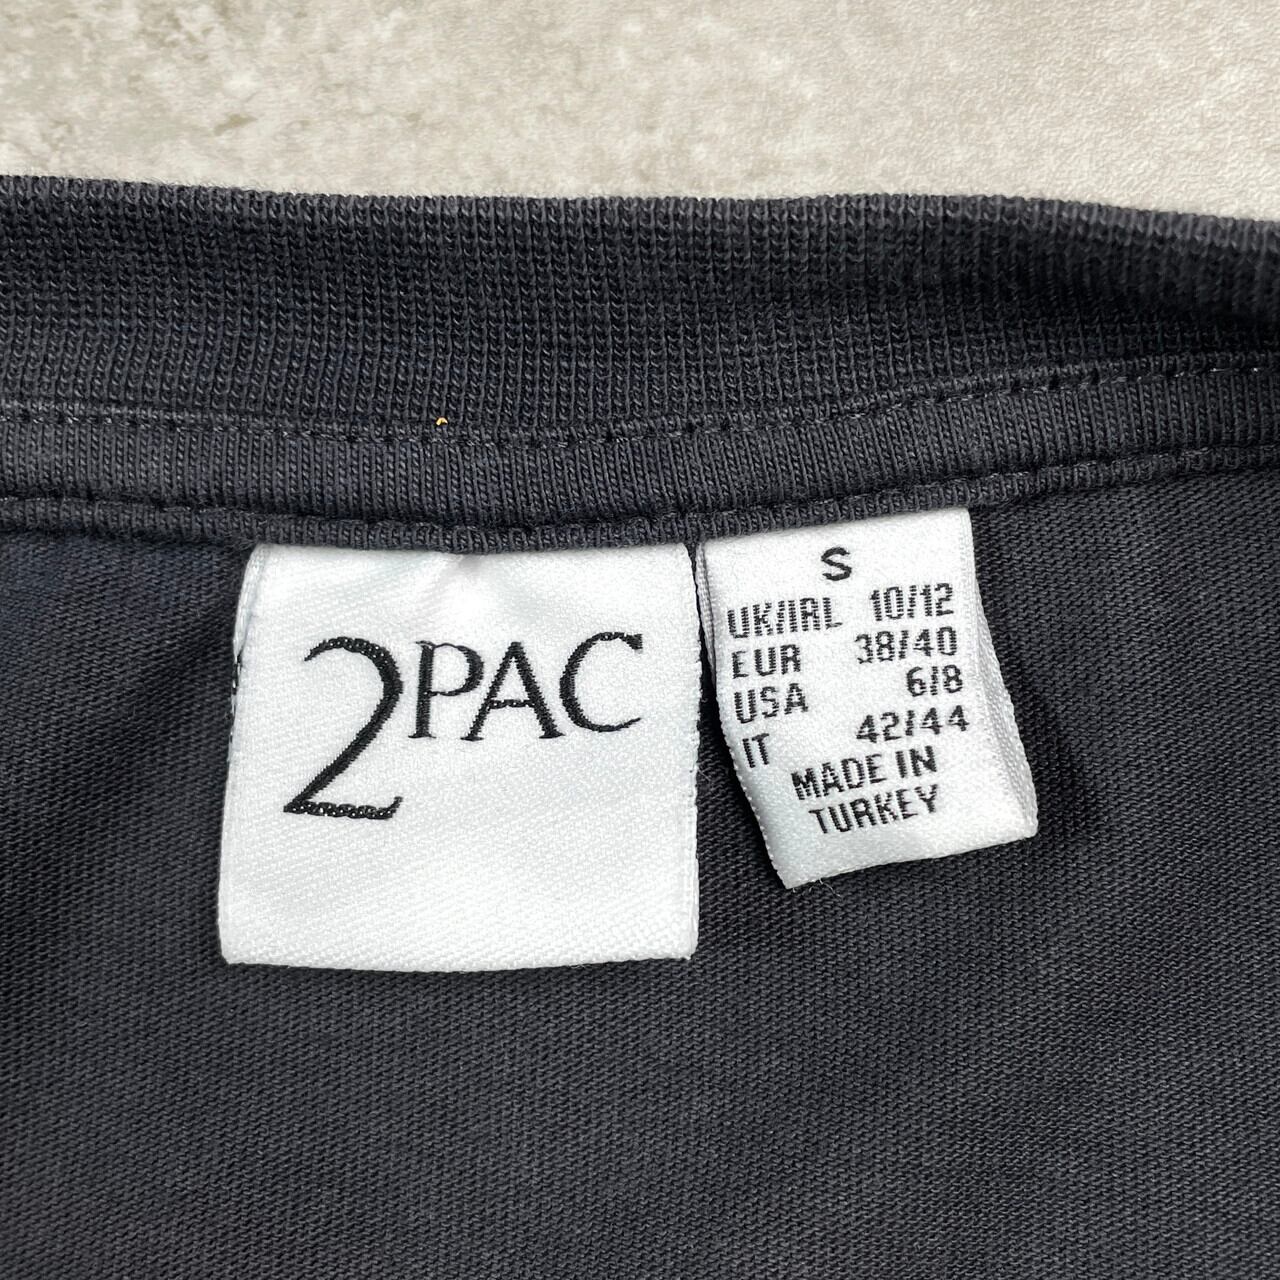 2PAC
S
UK/IRL 10/12
EUR 38/40
USA 6/8
IT 42/44
MADE IN
TURKEY